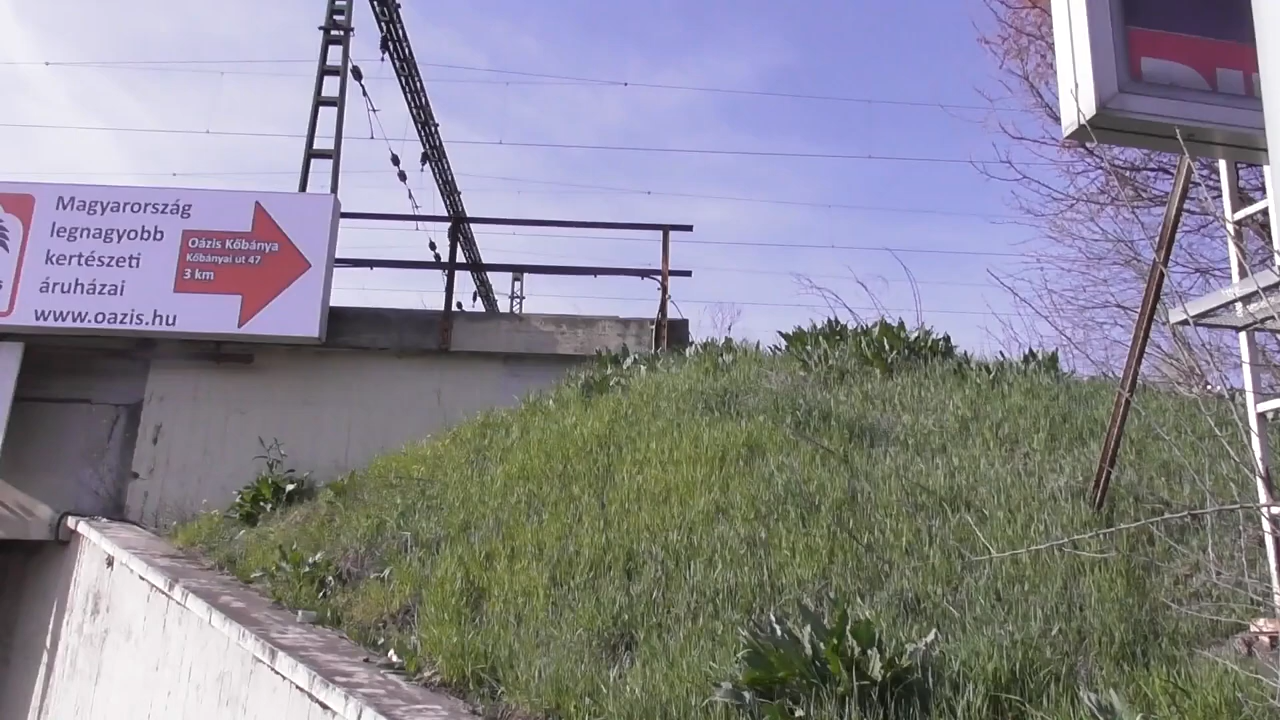 Magyarország
legnagyobb
kertészeti
áruházai
www.oazis.hu
Oázis Kőbánya
Kőbányai út 47
3 km